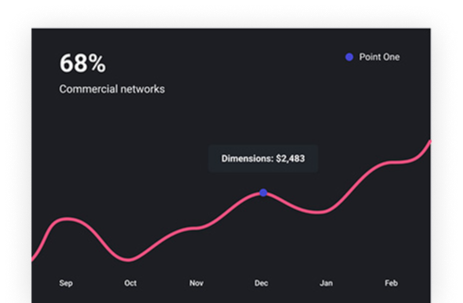 68%
Point One
Commercial networks
Dimensions: $2,483
Sep Oct Nov Dec Jan Feb